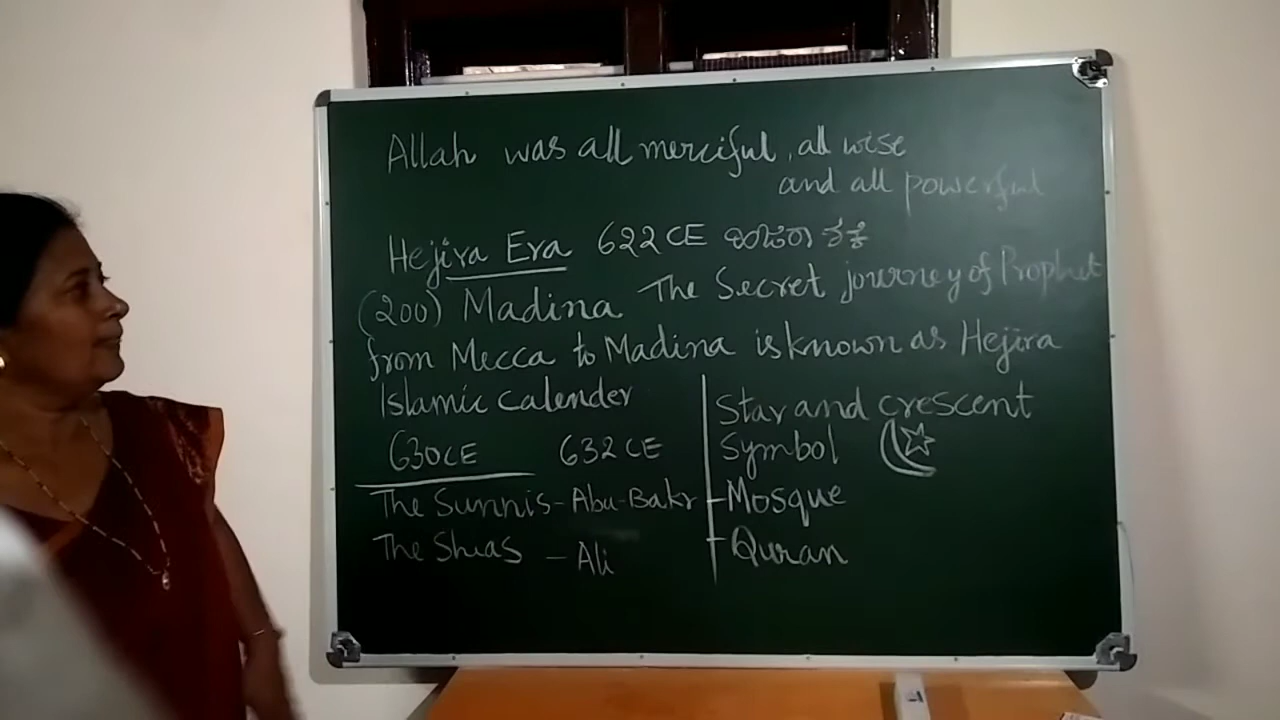 Allah was all merciful, all wise
and all powerful
Hejira Era 622 CE ಹಿಜರಾ ಶಕೆ
(200) Madina The Secret journey of Prophet
from Mecca to Madina is known as Hejira
Islamic calender
630CE 632 CE
The Sunnis - Abu-Bakr
The Shias - Ali
Star and crescent
Symbol
- Mosque
- Quran